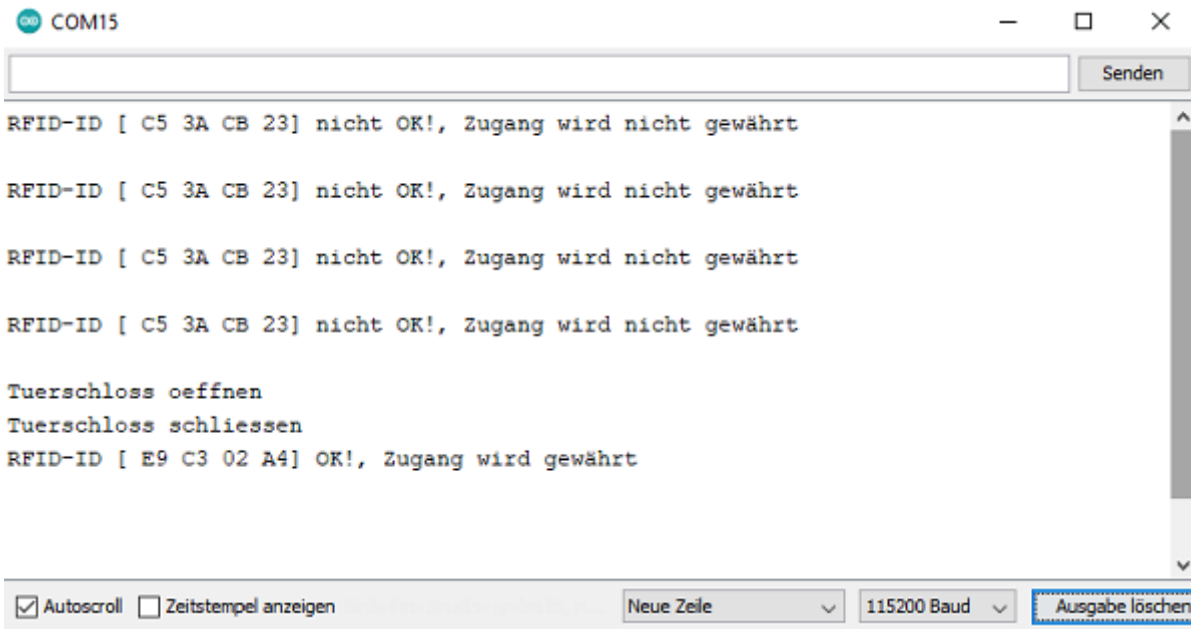 COM15
Senden
RFID-ID [ C5 3A CB 23] nicht OK!, Zugang wird nicht gewährt
RFID-ID [ C5 3A CB 23] nicht OK!, Zugang wird nicht gewährt
RFID-ID [ C5 3A CB 23] nicht OK!, Zugang wird nicht gewährt
RFID-ID [ C5 3A CB 23] nicht OK!, Zugang wird nicht gewährt
Tuerschloss oeffnen
Tuerschloss schliessen
RFID-ID [ E9 C3 02 A4] OK!, Zugang wird gewährt
Autoscroll Zeitstempel anzeigen Neue Zeile 115200 Baud Ausgabe löschen